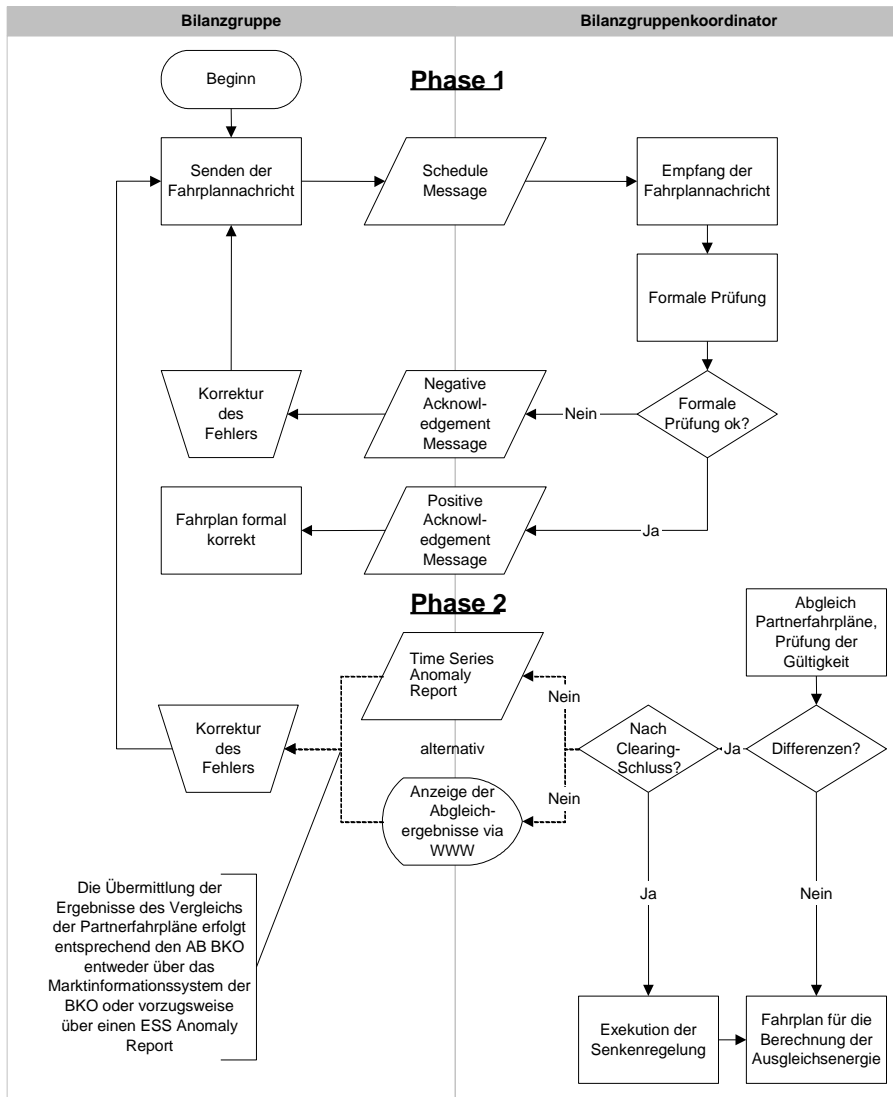 Bilanzgruppe
Bilanzgruppenkoordinator
Phase 1
Beginn
Senden der
Fahrplannachricht
Schedule
Message
Empfang der
Fahrplannachricht
Formale Prüfung
Formale
Prüfung ok?
Nein
Negative
Acknowl-
edgement
Message
Korrektur
des
Fehlers
Ja
Positive
Acknowl-
edgement
Message
Fahrplan formal
korrekt
Phase 2
Abgleich
Partnerfahrpläne,
Prüfung der
Gültigkeit
Differenzen?
Ja
Nach
Clearing-
Schluss?
Nein
Time Series
Anomaly
Report
alternativ
Nein
Anzeige der
Abgleich-
ergebnisse via
WWW
Korrektur
des
Fehlers
Die Übermittlung der
Ergebnisse des Vergleichs
der Partnerfahrpläne erfolgt
entsprechend den AB BKO
entweder über das
Marktinformationssystem der
BKO oder vorzugsweise
über einen ESS Anomaly
Report
Ja
Nein
Exekution der
Senkenregelung
Fahrplan für die
Berechnung der
Ausgleichsenergie